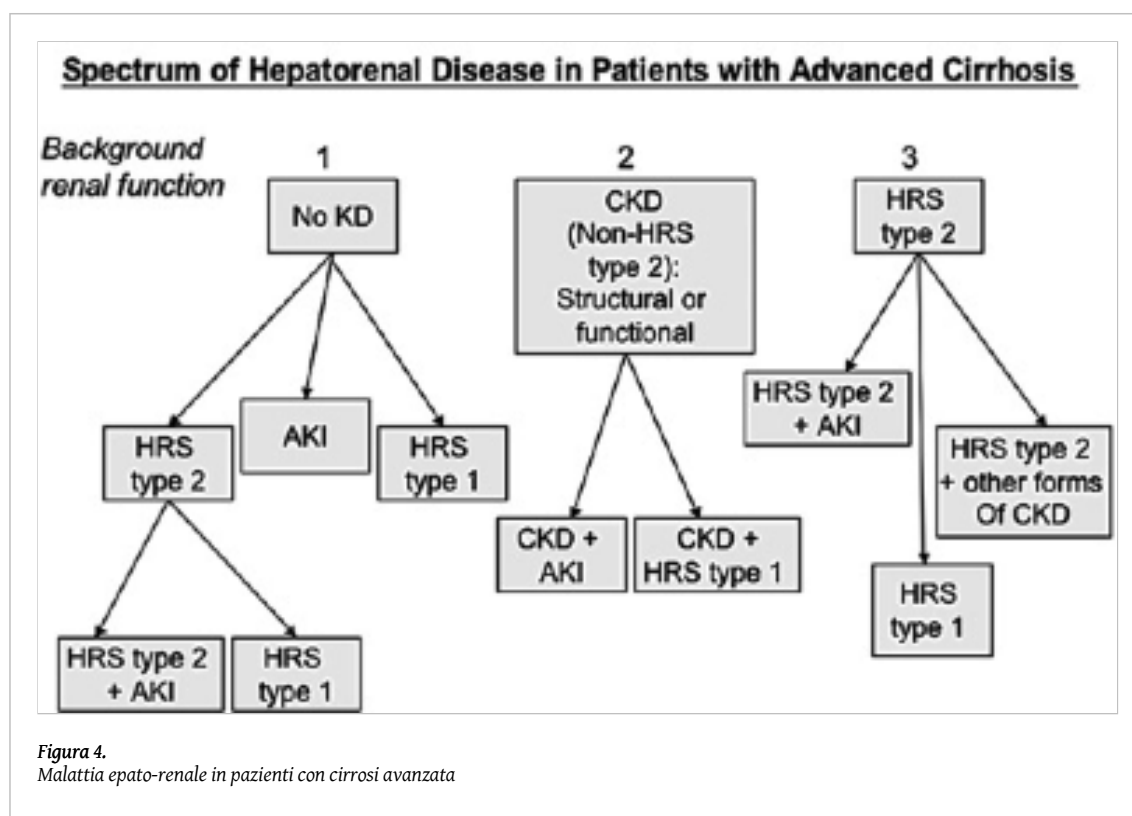 Spectrum of Hepatorenal Disease in Patients with Advanced Cirrhosis
Background
renal function
1
No KD
2
CKD
(Non-HRS
type 2):
Structural or
functional
3
HRS
type 2
HRS
type 2
AKI
HRS
type 1
HRS type 2
+ AKI
HRS
type 1
CKD +
AKI
CKD +
HRS type 1
HRS type 2
+ AKI
HRS
type 1
HRS type 2
+ other forms
Of CKD
Figura 4.
Malattia epato-renale in pazienti con cirrosi avanzata